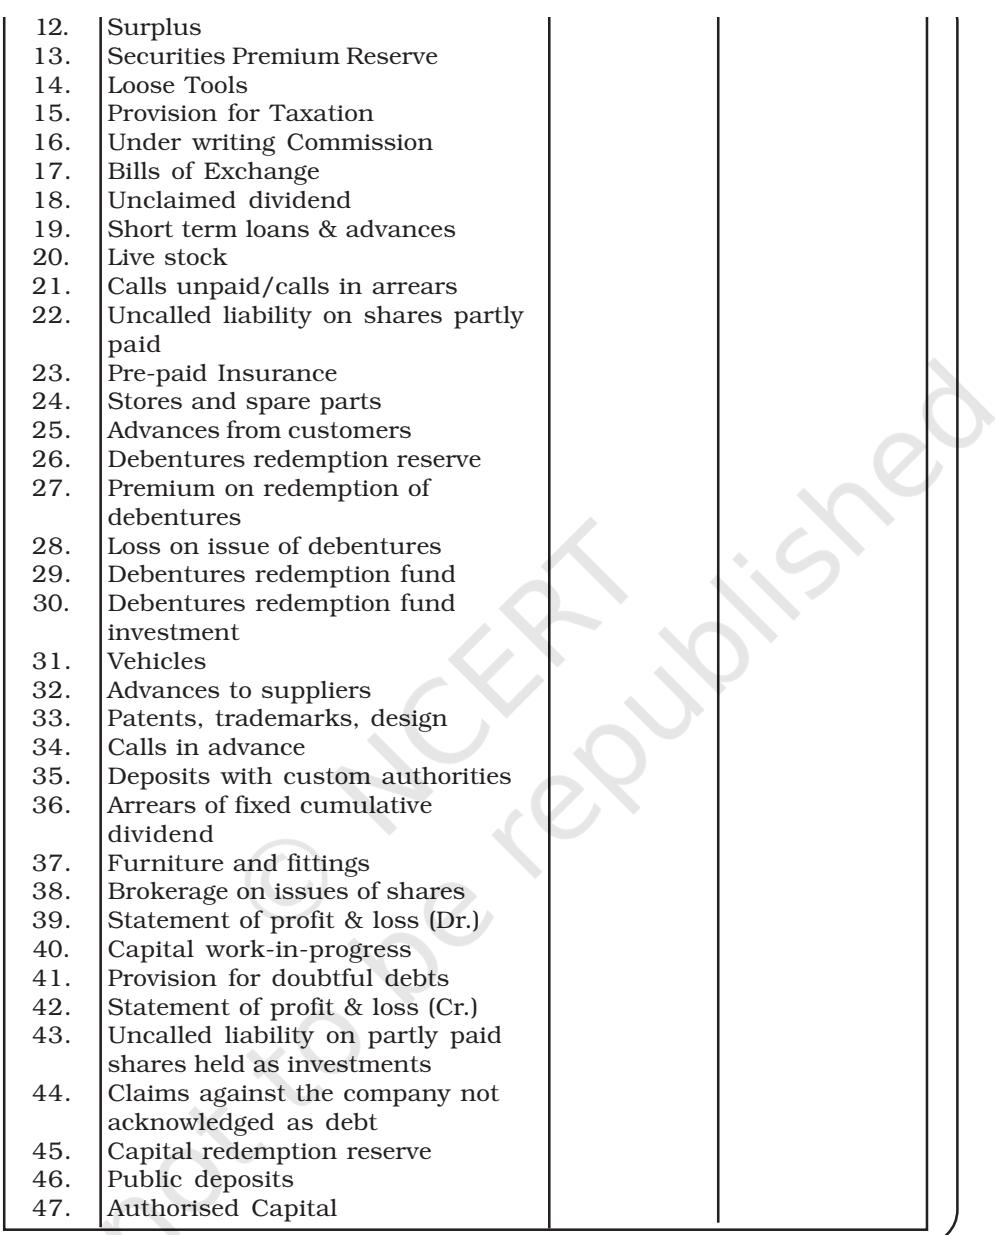 12. Surplus
13. Securities Premium Reserve
14. Loose Tools
15. Provision for Taxation
16. Under writing Commission
17. Bills of Exchange
18. Unclaimed dividend
19. Short term loans & advances
20. Live stock
21. Calls unpaid/calls in arrears
22. Uncalled liability on shares partly
paid
23. Pre-paid Insurance
24. Stores and spare parts
25. Advances from customers
26. Debentures redemption reserve
27. Premium on redemption of
debentures
28. Loss on issue of debentures
29. Debentures redemption fund
30. Debentures redemption fund
investment
31. Vehicles
32. Advances to suppliers
33. Patents, trademarks, design
34. Calls in advance
35. Deposits with custom authorities
36. Arrears of fixed cumulative
dividend
37. Furniture and fittings
38. Brokerage on issues of shares
39. Statement of profit & loss (Dr.)
40. Capital work-in-progress
41. Provision for doubtful debts
42. Statement of profit & loss (Cr.)
43. Uncalled liability on partly paid
shares held as investments
44. Claims against the company not
acknowledged as debt
45. Capital redemption reserve
46. Public deposits
47. Authorised Capital
© NCERT
not to be republished